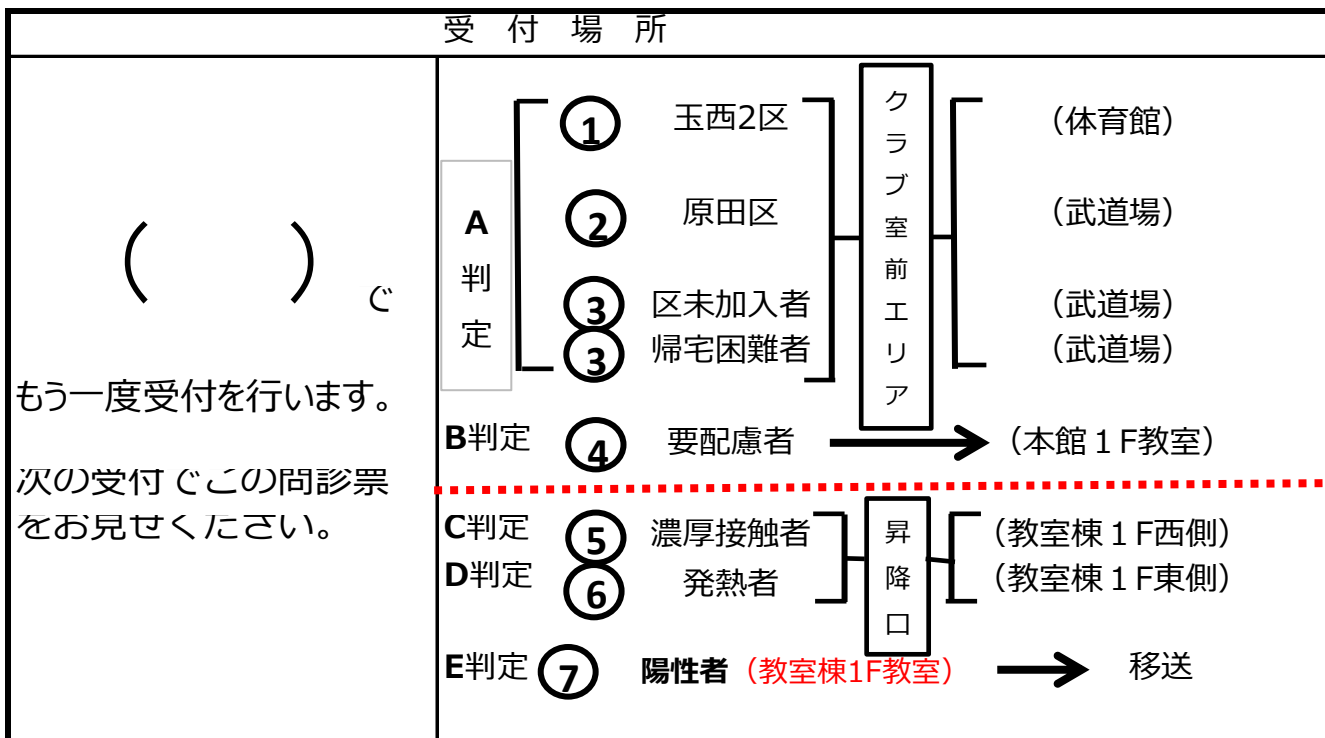 受 付 場 所
( ) で
もう一度受付を行います。
次の受付でこの問診票
をお見せください。
A判定
① 玉西2区
② 原田区
③ 区未加入者
③ 帰宅困難者
クラブ室前エリア
（体育館）
（武道場）
（武道場）
（武道場）
B判定 ④ 要配慮者 → （本館１F教室）
C判定 ⑤ 濃厚接触者
D判定 ⑥ 発熱者
昇降口
（教室棟１F西側）
（教室棟１F東側）
E判定 ⑦ 陽性者（教室棟1F教室） → 移送